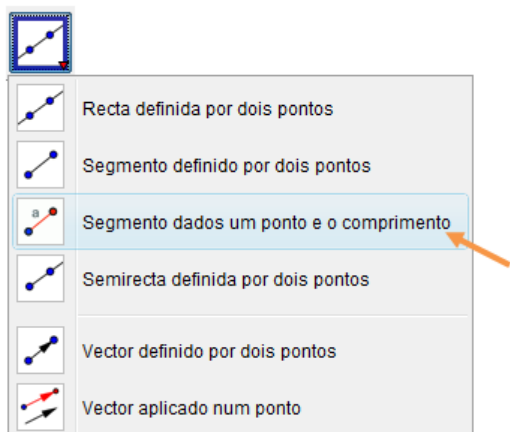 Recta definida por dois pontos
Segmento definido por dois pontos
a
Segmento dados um ponto e o comprimento
Semirecta definida por dois pontos
Vector definido por dois pontos
Vector aplicado num ponto